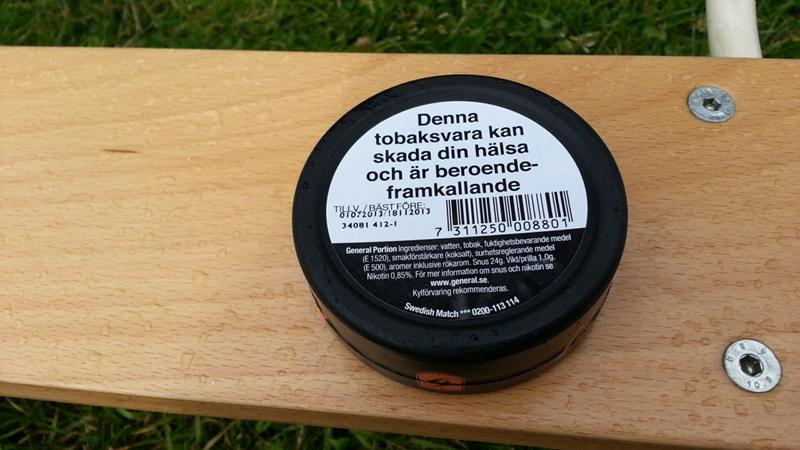 Denna
tobaksvara kan
skada din hälsa
och är beroende-
framkallande
TILLV. / BÄST FÖRE:
01072013/18112013
34081 412-1
7 311250 008801
General Portion Ingredienser: vatten, tobak, fuktighetsbevarande medel
(E 1520), smakförstärkare (koksalt), surhetsreglerande medel
(E 500), aromer inklusive rökarom. Snus 24g. Vikt/prilla 1,0g.
Nikotin 0,85%. För mer information om snus och nikotin se
www.general.se.
Kylförvaring rekommenderas.
Swedish Match *** 0200-113 114